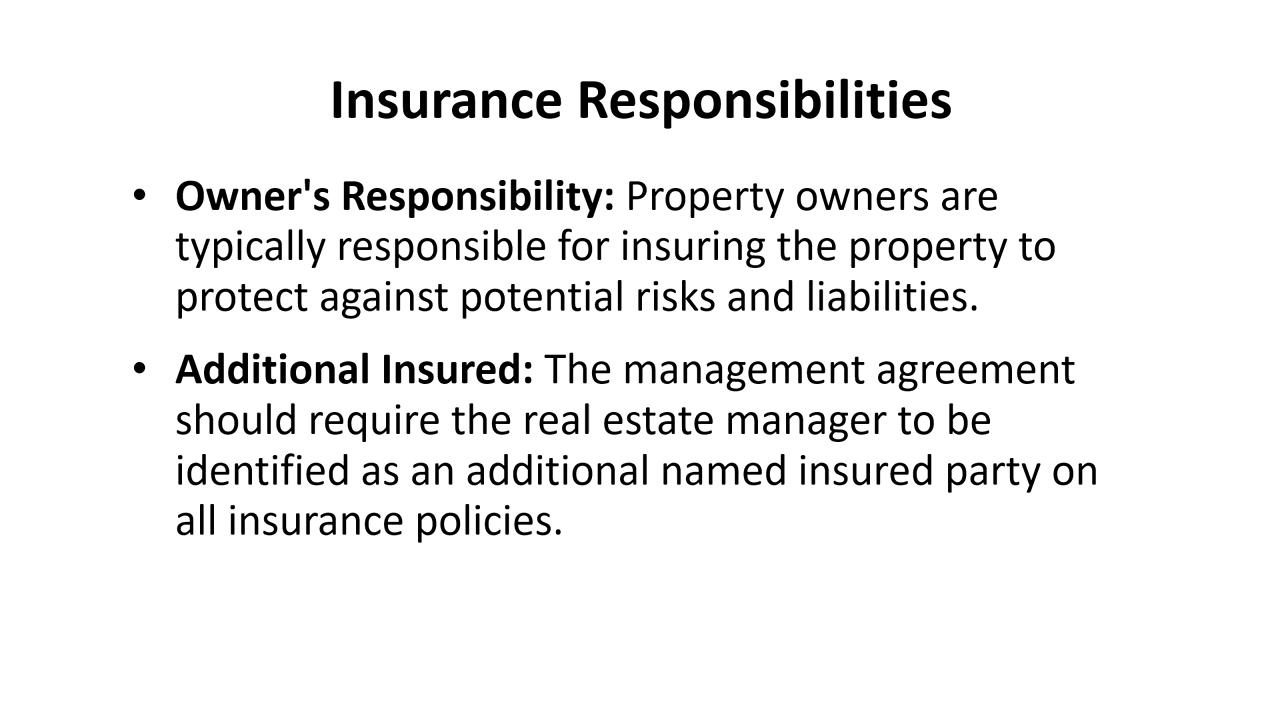 Insurance Responsibilities
• Owner's Responsibility: Property owners are
typically responsible for insuring the property to
protect against potential risks and liabilities.
• Additional Insured: The management agreement
should require the real estate manager to be
identified as an additional named insured party on
all insurance policies.